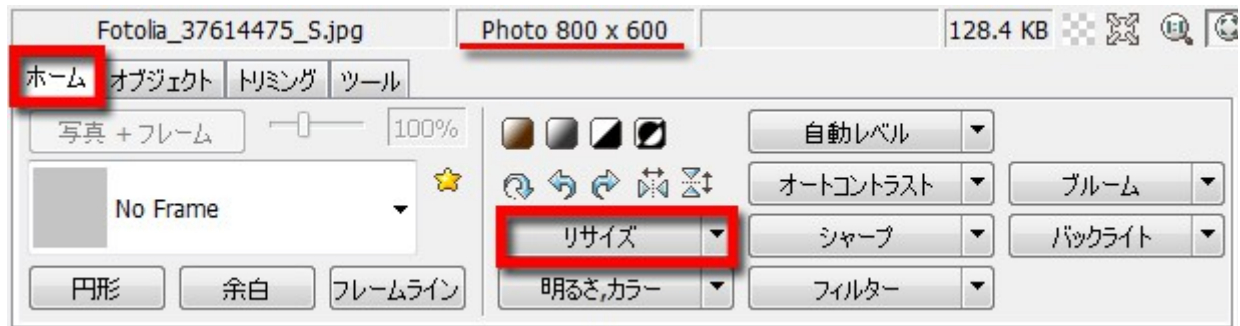 Fotolia_37614475_S.jpg Photo 800 x 600 128.4 KB
ホーム オブジェクト トリミング ツール
写真 + フレーム 100% 自動レベル
No Frame オートコントラスト ブルーム
リサイズ シャープ バックライト
円形 余白 フレームライン 明るさ,カラー フィルター